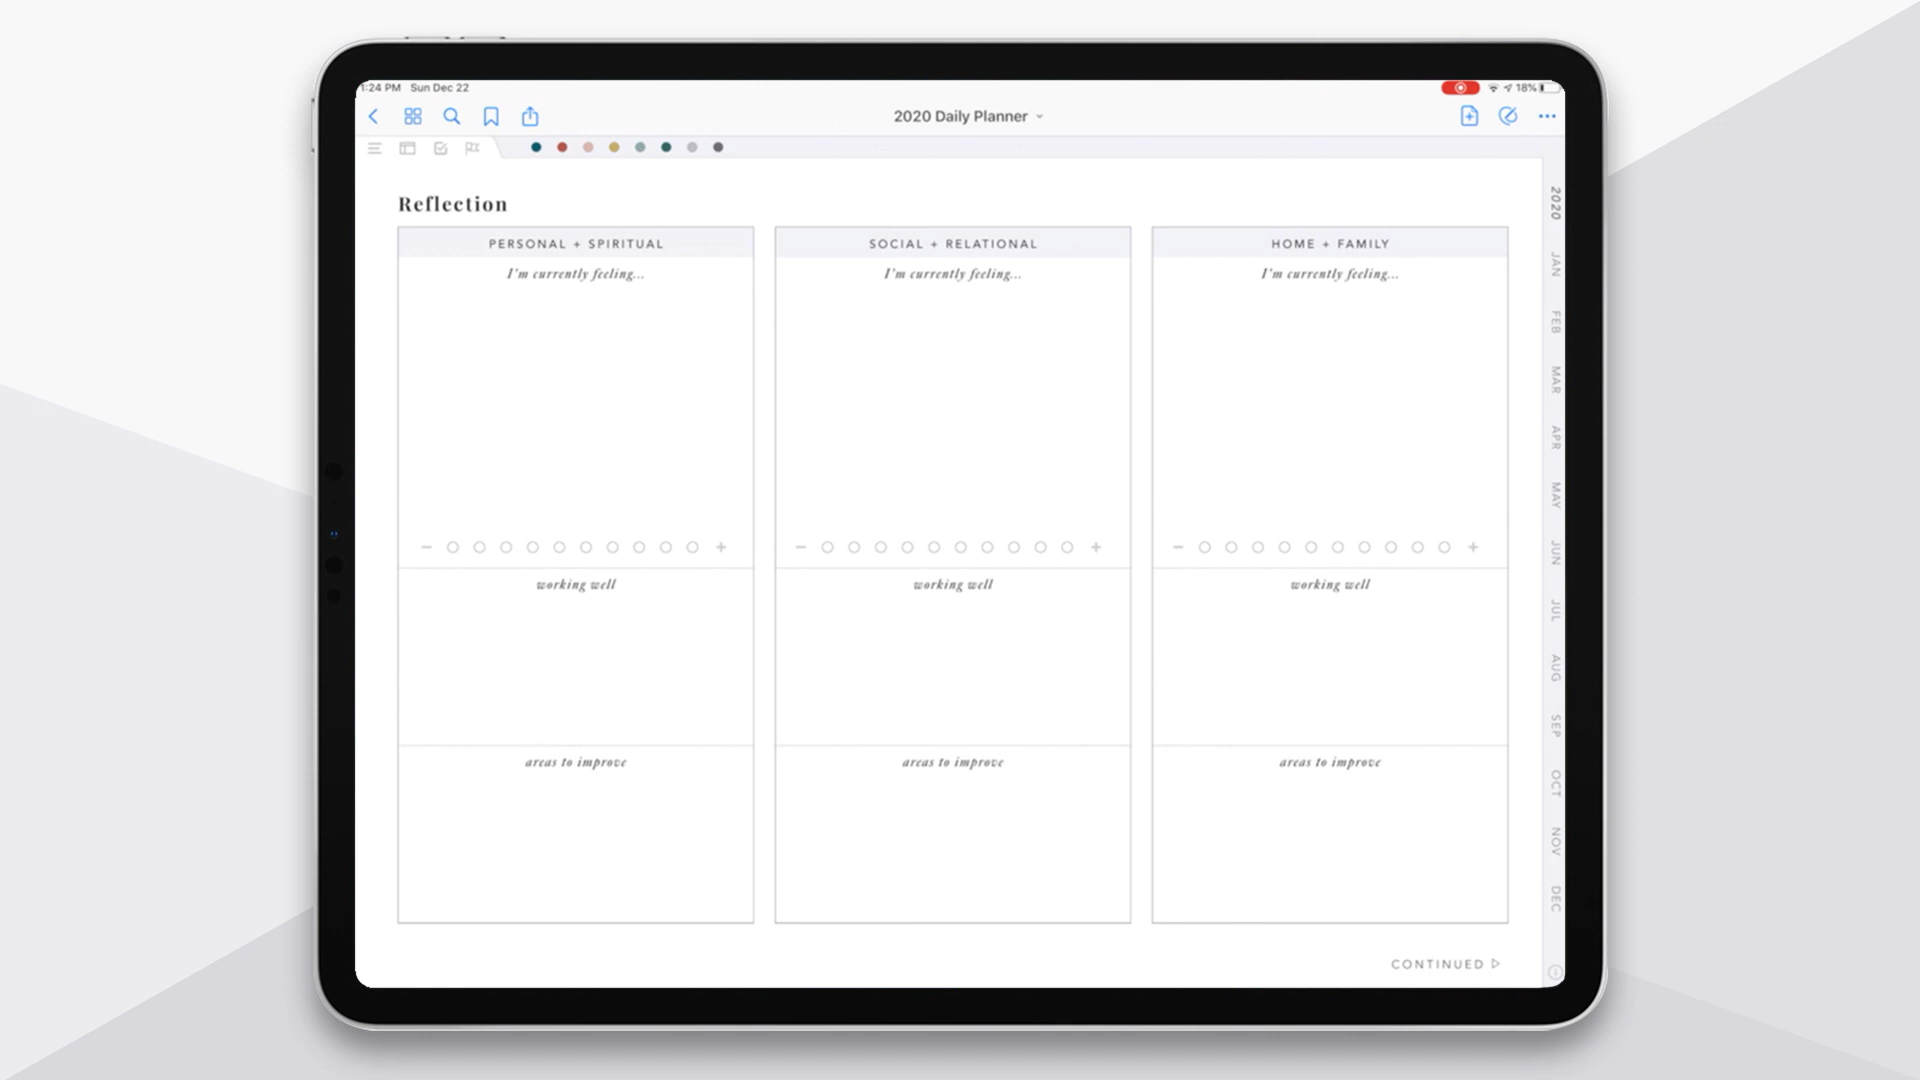 1:24 PM Sun Dec 22
18%
2020 Daily Planner
Reflection
PERSONAL + SPIRITUAL
I'm currently feeling...
working well
areas to improve
SOCIAL + RELATIONAL
I'm currently feeling...
working well
areas to improve
HOME + FAMILY
I'm currently feeling...
working well
areas to improve
CONTINUED
2020
JAN
FEB
MAR
APR
MAY
JUN
JUL
AUG
SEP
OCT
NOV
DEC